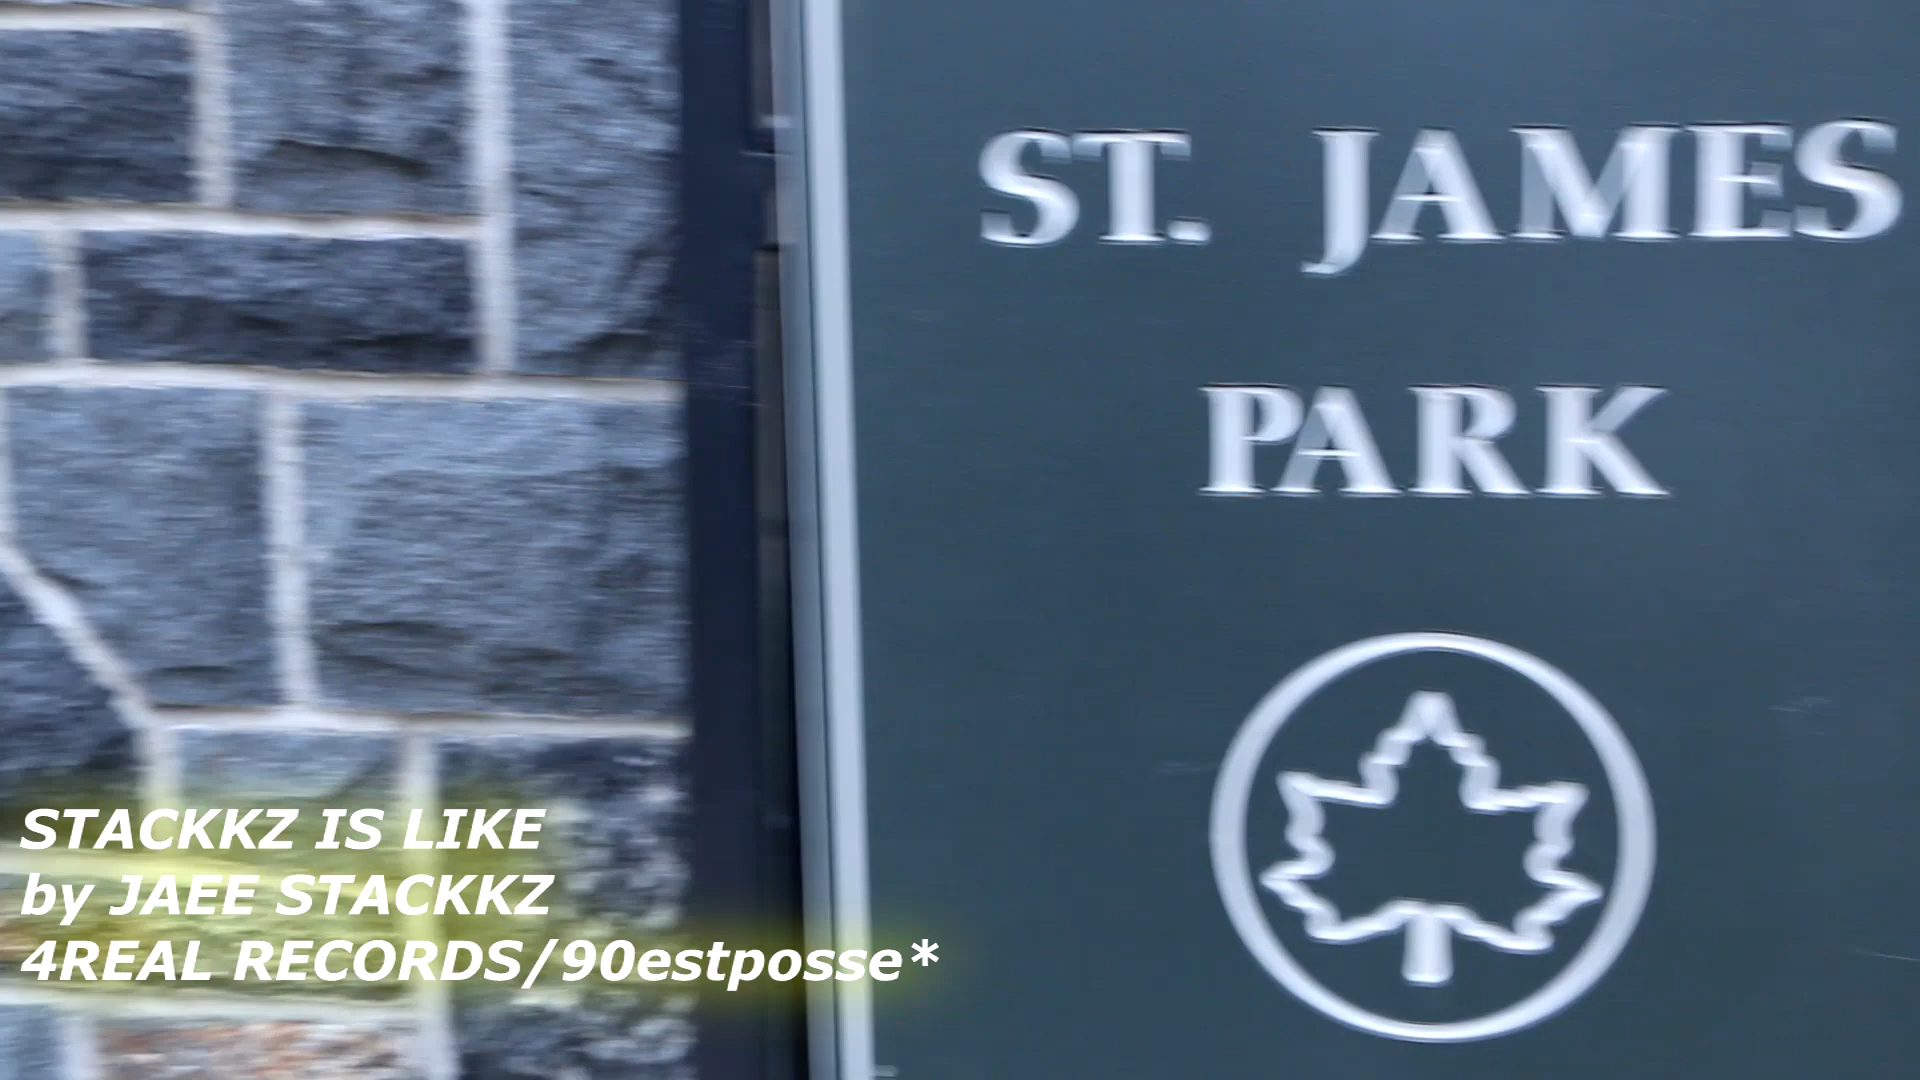 ST. JAMES
PARK
STACKKZ IS LIKE
by JAEE STACKKZ
4REAL RECORDS/90estposse*